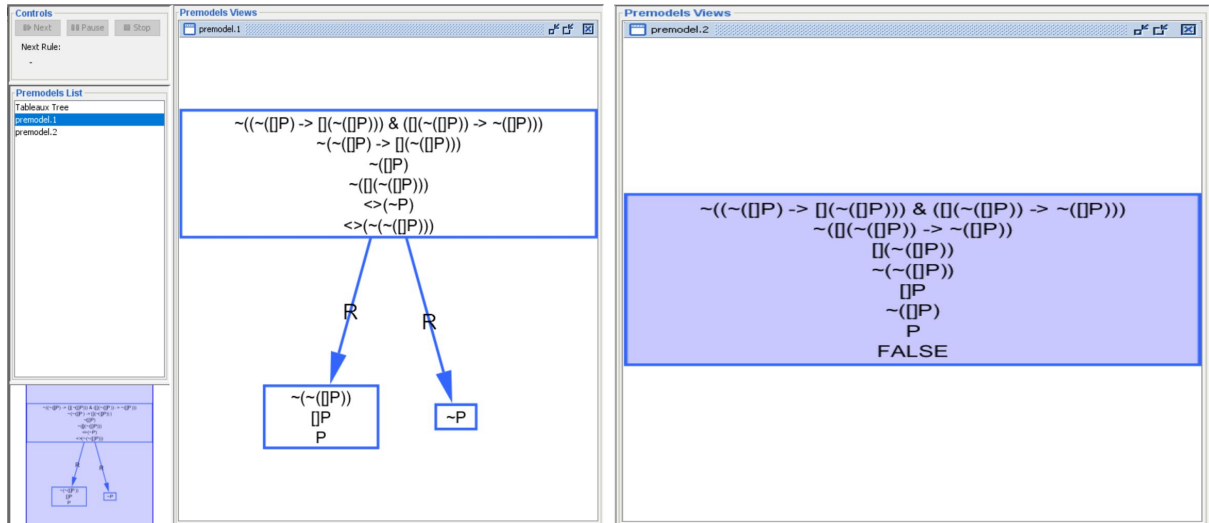 Controls
Next
Pause
Stop
Next Rule:
-
Premodels List
Tableaux Tree
premodel.1
premodel.2
Premodels Views
premodel.1
~((~([]P) -> [](~([]P))) & ([](~([]P)) -> ~([]P)))
~(~([]P) -> [](~([]P)))
~([]P)
~([](~([]P)))
<>(~P)
<>(~(~([]P)))
R
R
~(~([]P))
[]P
P
~P
Premodels Views
premodel.2
~((~([]P) -> [](~([]P))) & ([](~([]P)) -> ~([]P)))
~([](~([]P)) -> ~([]P))
[](~([]P))
~(~([]P))
[]P
~([]P)
P
FALSE